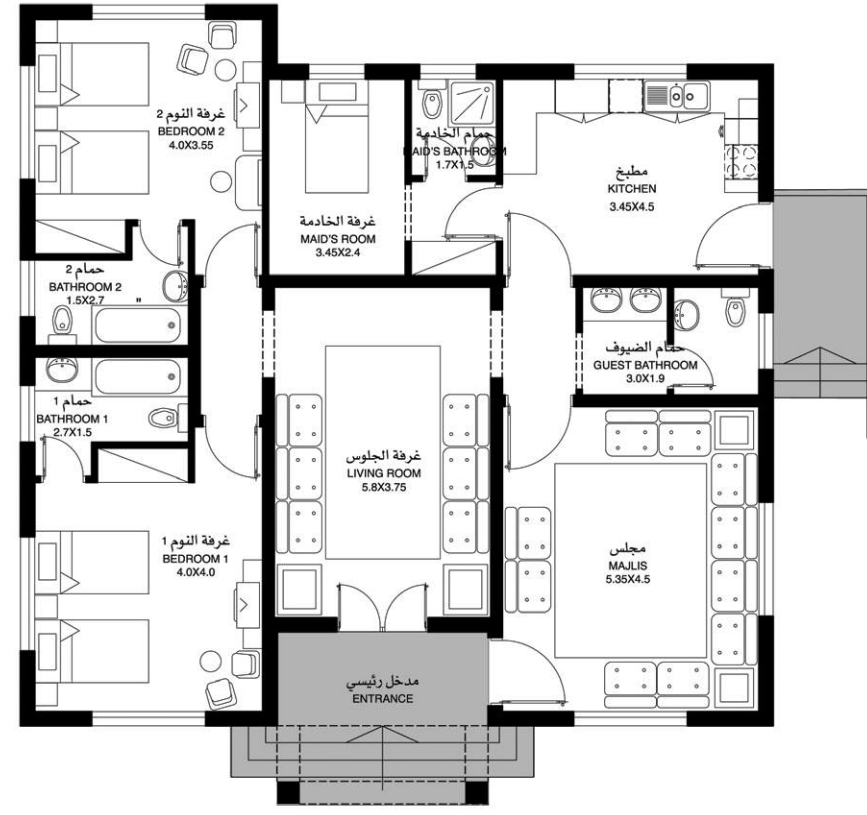 غرفة النوم 2
BEDROOM 2
4.0X3.55
حمام الخادمة
MAID'S BATHROOM
1.7X1.5
مطبخ
KITCHEN
3.45X4.5
غرفة الخادمة
MAID'S ROOM
3.45X2.4
حمام 2
BATHROOM 2
1.5X2.7
"
حمام الضيوف
GUEST BATHROOM
3.0X1.9
حمام 1
BATHROOM 1
2.7X1.5
غرفة الجلوس
LIVING ROOM
5.8X3.75
غرفة النوم 1
BEDROOM 1
4.0X4.0
مجلس
MAJLIS
5.35X4.5
مدخل رئيسي
ENTRANCE